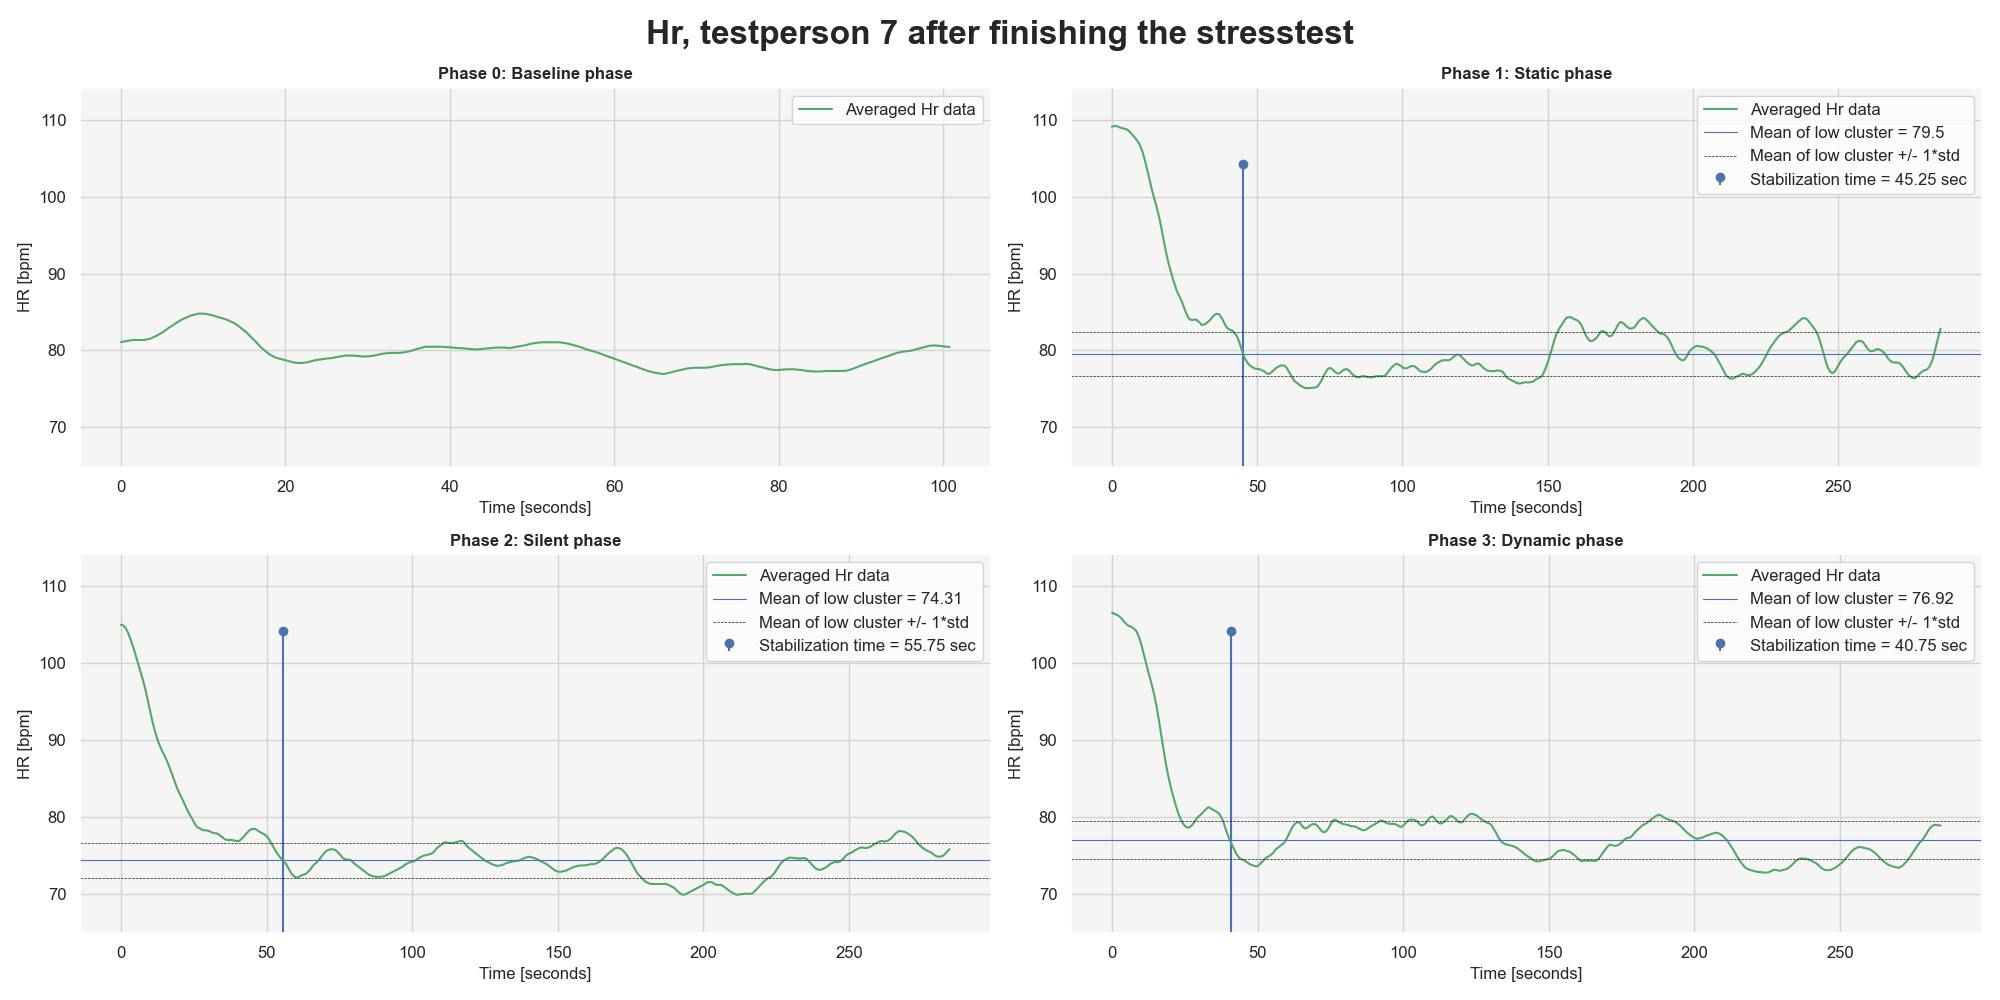 Hr, testperson 7 after finishing the stresstest
Phase 0: Baseline phase
110
100
90
80
70
HR [bpm]
Averaged Hr data
0 20 40 60 80 100
Time [seconds]
Phase 1: Static phase
110
100
90
80
70
HR [bpm]
Averaged Hr data
Mean of low cluster = 79.5
Mean of low cluster +/- 1*std
Stabilization time = 45.25 sec
0 50 100 150 200 250
Time [seconds]
Phase 2: Silent phase
110
100
90
80
70
HR [bpm]
Averaged Hr data
Mean of low cluster = 74.31
Mean of low cluster +/- 1*std
Stabilization time = 55.75 sec
0 50 100 150 200 250
Time [seconds]
Phase 3: Dynamic phase
110
100
90
80
70
HR [bpm]
Averaged Hr data
Mean of low cluster = 76.92
Mean of low cluster +/- 1*std
Stabilization time = 40.75 sec
0 50 100 150 200 250
Time [seconds]